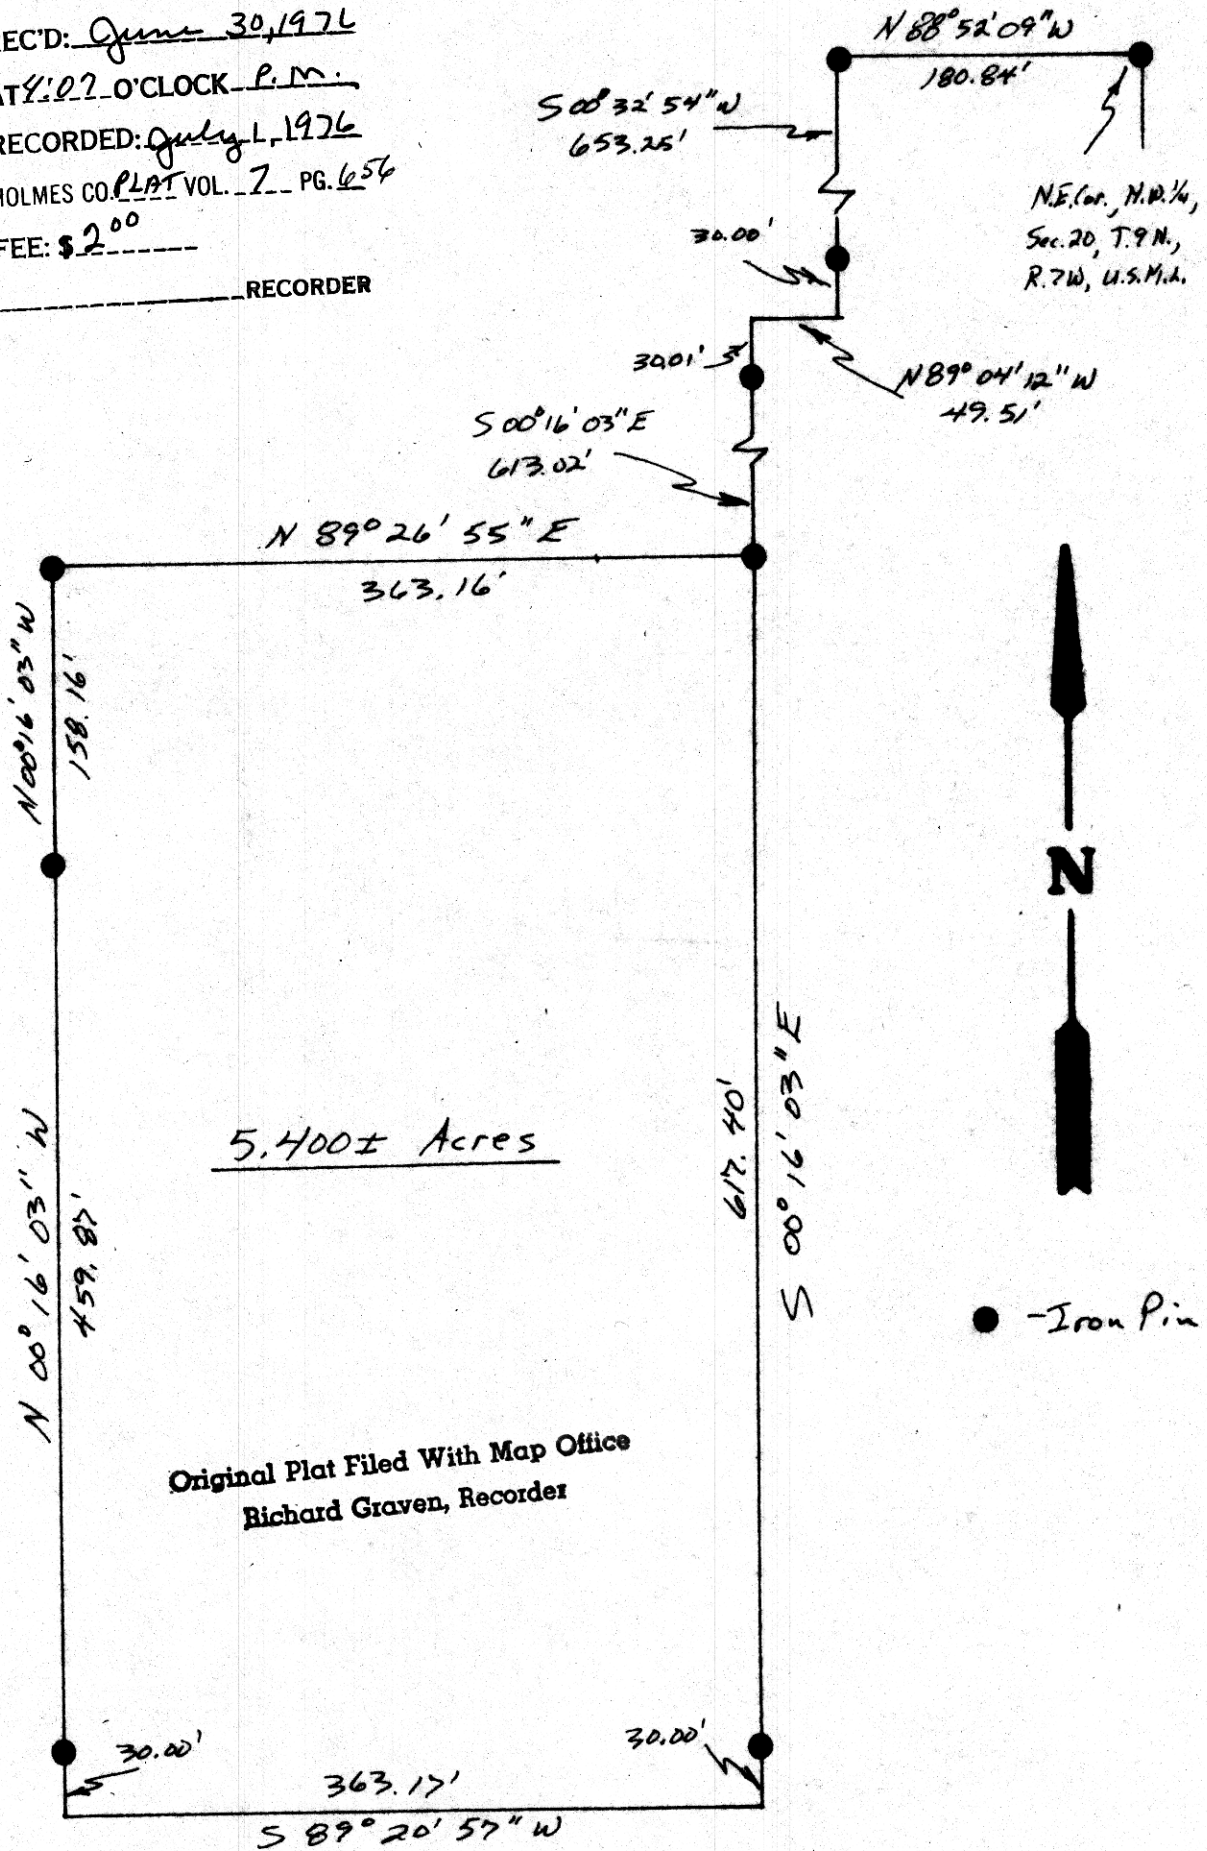 REC'D: June 30, 1976
AT 4:07 O'CLOCK P.M.
RECORDED: July 1, 1976
HOLMES CO. PLAT VOL. 7 PG. 656
FEE: $2.00
RECORDER
N 88° 52' 09" W
180.84'
S 00° 32' 54" W
653.25'
N.E. Cor., N.W. 1/4,
Sec. 20, T. 9 N.,
R. 7 W, U.S.M.L.
30.00'
30.01'
N 89° 04' 12" W
49.51'
S 00° 16' 03" E
613.02'
N 89° 26' 55" E
363.16'
N 00° 16' 03" W
158.16'
N
5.400± Acres
617.40'
S 00° 16' 03" E
N 00° 16' 03" W
459.87'
-Iron Pin
Original Plat Filed With Map Office
Richard Graven, Recorder
30.00'
30.00'
363.17'
S 89° 20' 57" W